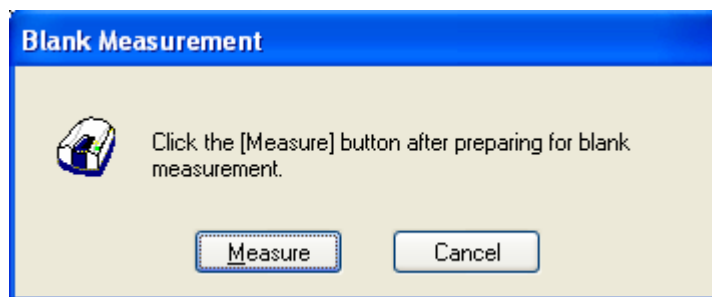 Blank Measurement
Click the [Measure] button after preparing for blank
measurement.
Measure
Cancel